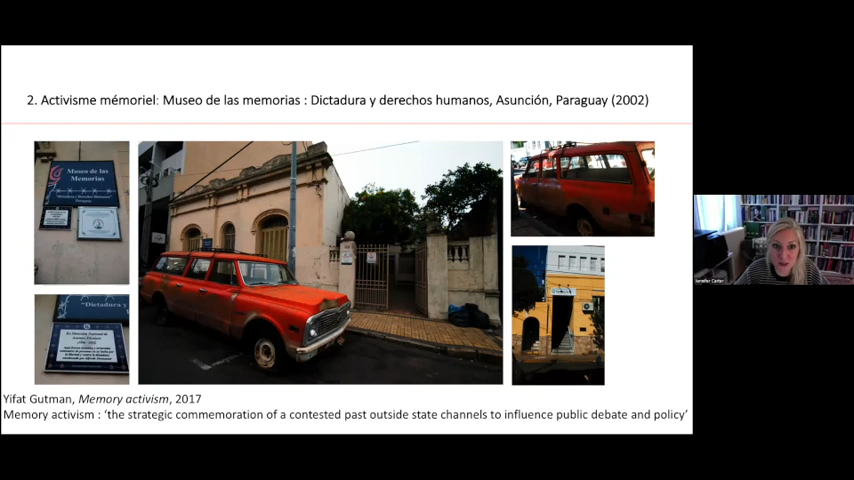 2. Activisme mémoriel: Museo de las memorias : Dictadura y derechos humanos, Asunción, Paraguay (2002)
Museo de las
Memorias
"Dictadura y
Yifat Gutman, Memory activism, 2017
Memory activism : 'the strategic commemoration of a contested past outside state channels to influence public debate and policy'
Jennifer Carter